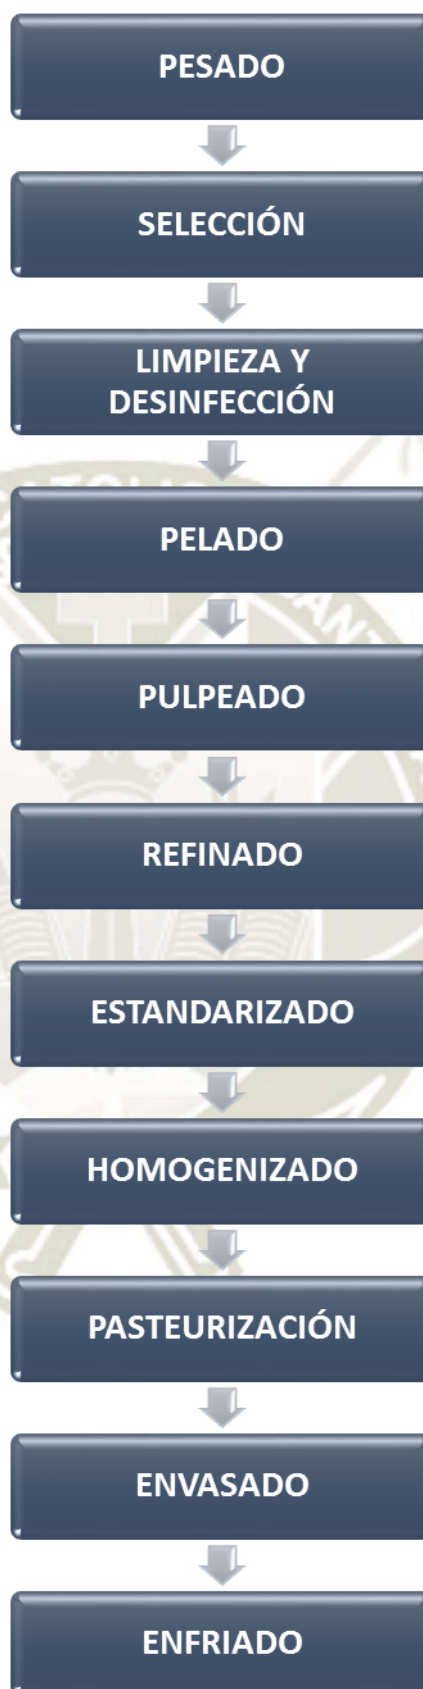 PESADO
SELECCIÓN
LIMPIEZA Y
DESINFECCIÓN
PELADO
PULPEADO
REFINADO
ESTANDARIZADO
HOMOGENIZADO
PASTEURIZACIÓN
ENVASADO
ENFRIADO